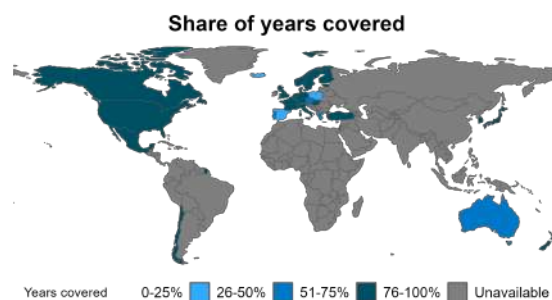 Share of years covered
Years covered 0-25% 26-50% 51-75% 76-100% Unavailable